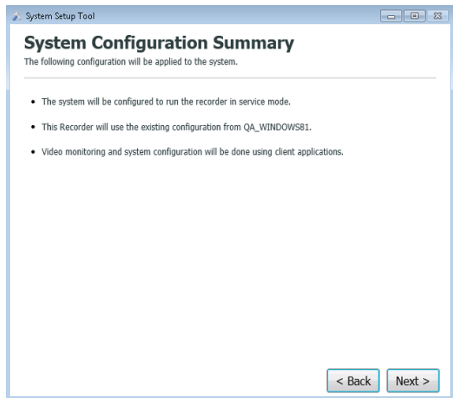 System Setup Tool
System Configuration Summary
The following configuration will be applied to the system.
• The system will be configured to run the recorder in service mode.
• This Recorder will use the existing configuration from QA_WINDOWS81.
• Video monitoring and system configuration will be done using client applications.
< Back Next >